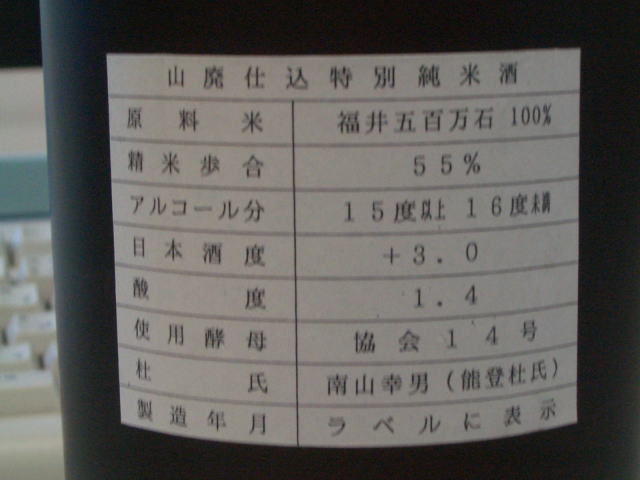 山廃仕込特別純米酒
原料米 福井五百万石 100%
精米歩合 55%
アルコール分 15度以上 16度未満
日本酒度 +3.0
酸度 1.4
使用酵母 協会14号
杜氏 南山幸男(能登杜氏)
製造年月 ラベルに表示